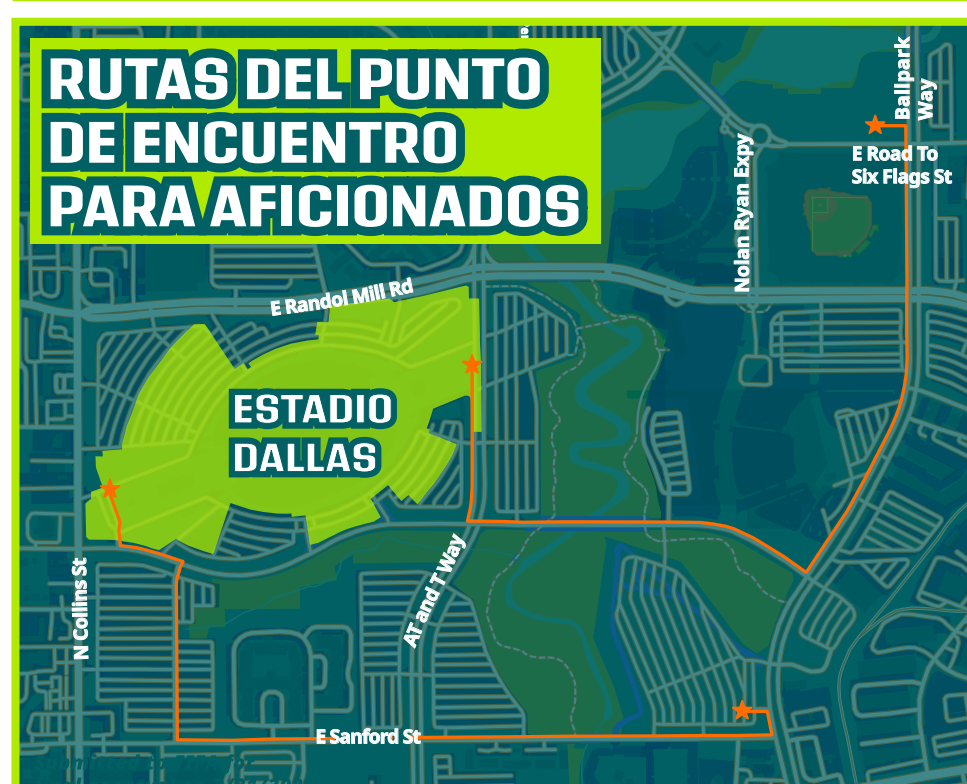 RUTAS DEL PUNTO
DE ENCUENTRO
PARA AFICIONADOS
Ballpark
Way
E Road To
Six Flags St
Nolan Ryan Expy
E Randol Mill Rd
ESTADIO
DALLAS
N Collins St
AT and T Way
E Sanford St